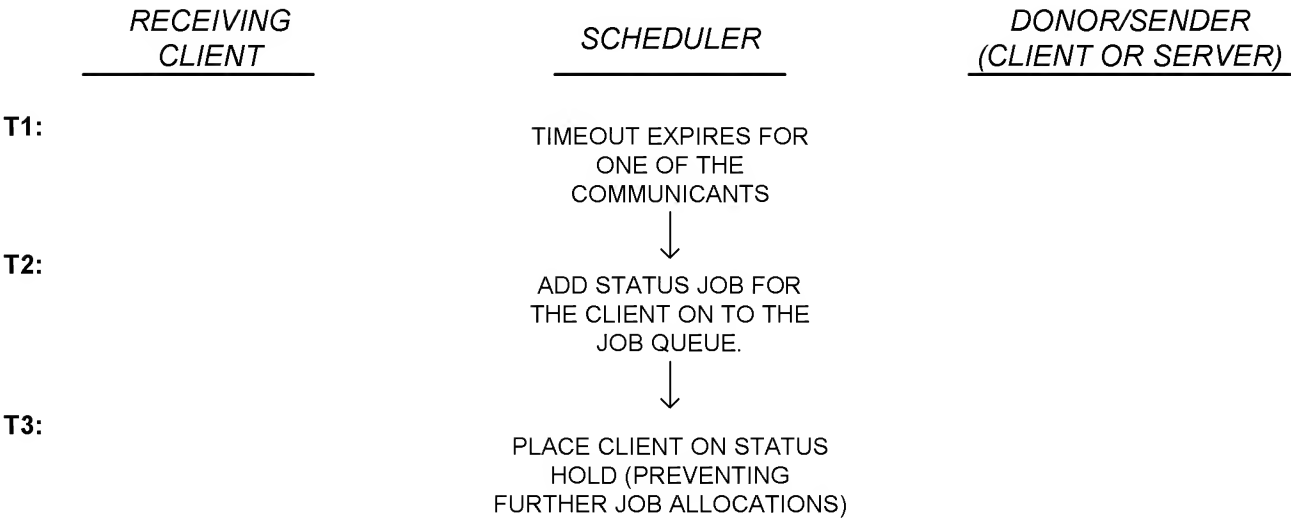 RECEIVING
CLIENT
SCHEDULER
DONOR/SENDER
(CLIENT OR SERVER)
T1:
TIMEOUT EXPIRES FOR
ONE OF THE
COMMUNICANTS
T2:
ADD STATUS JOB FOR
THE CLIENT ON TO THE
JOB QUEUE.
T3:
PLACE CLIENT ON STATUS
HOLD (PREVENTING
FURTHER JOB ALLOCATIONS)